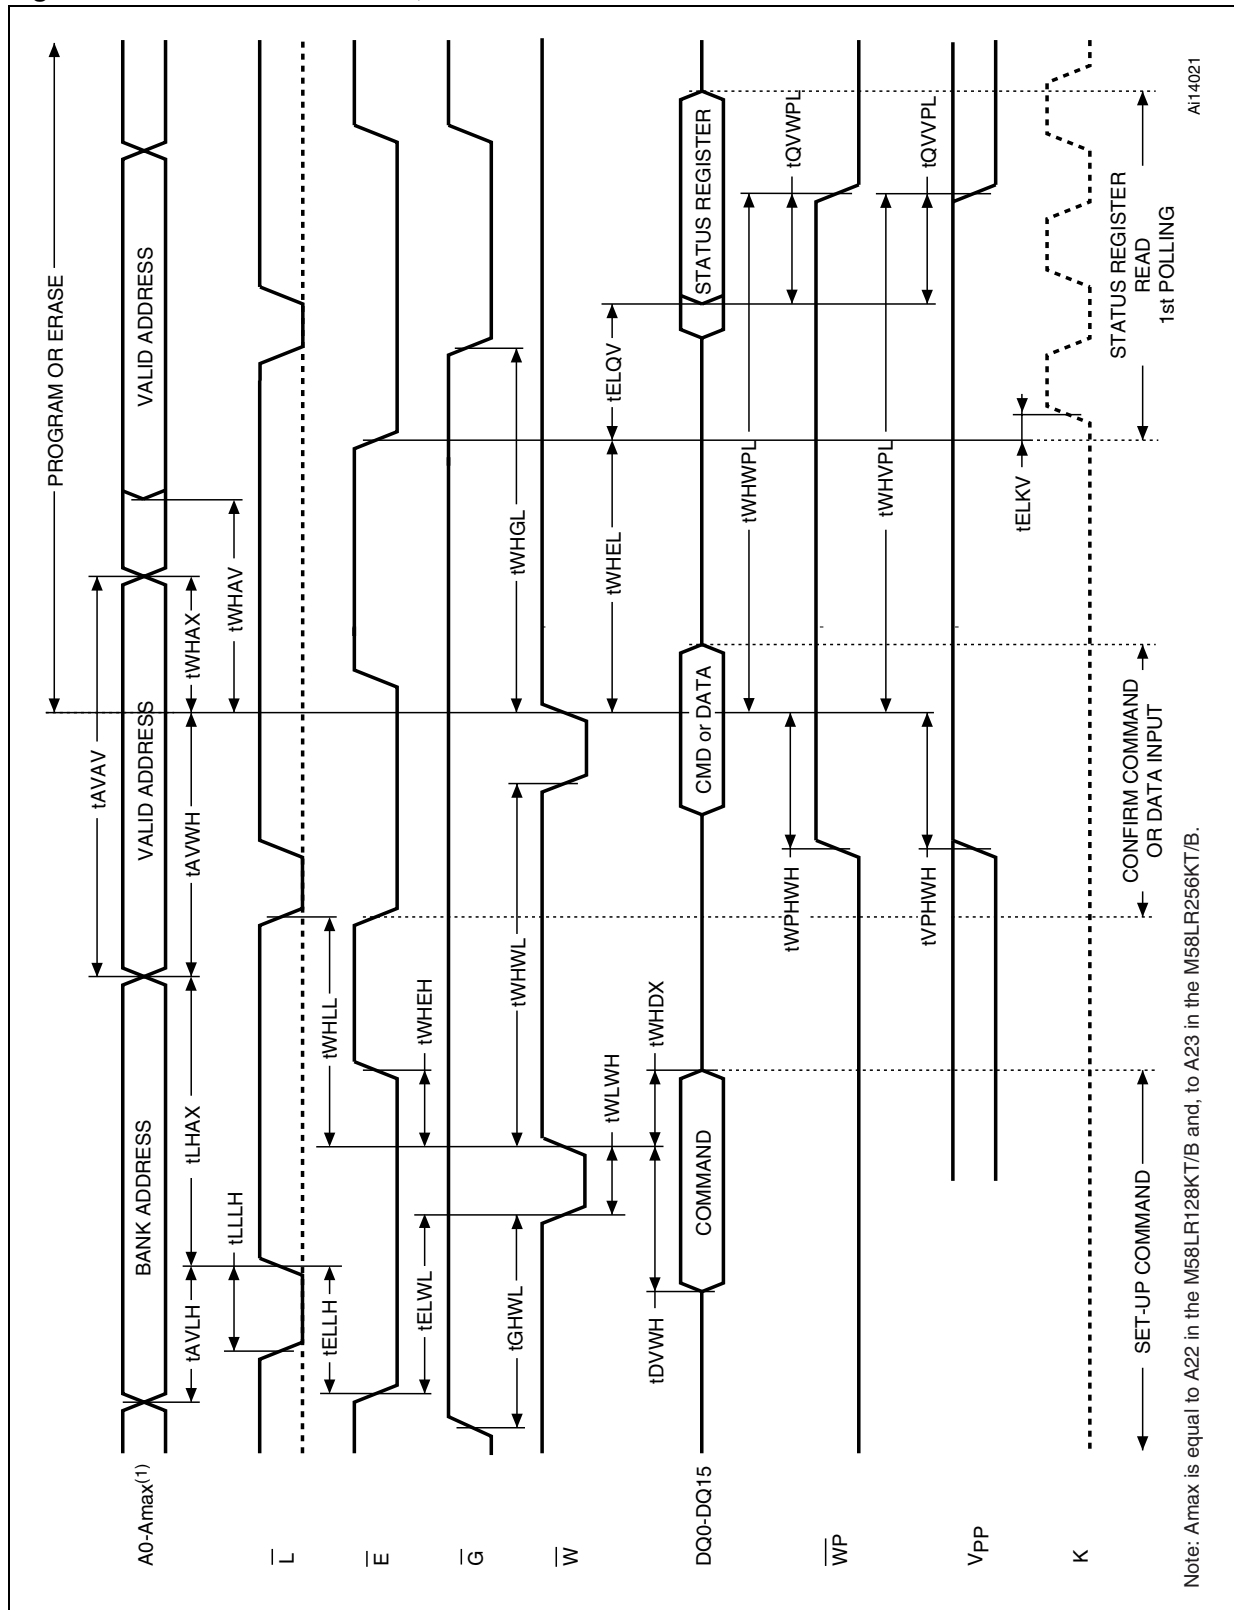 PROGRAM OR ERASE
tAVAV
A0-Amax(1)
BANK ADDRESS
VALID ADDRESS
VALID ADDRESS
tAVLH
tLHAX
tAVWH
tWHAX
tLLLH
tWHAV
L
tELLH
tWHLL
E
tELWL
tWHEH
G
tGHWL
tWHWL
tWHGL
W
tWLWH
tWHEL
tELQV
tDVWH
tWHDX
DQ0-DQ15
COMMAND
CMD or DATA
STATUS REGISTER
tWHWPL
tWPHWH
tQVWPL
WP
tWHVPL
tVPHWH
tQVVPL
VPP
tELKV
K
SET-UP COMMAND
CONFIRM COMMAND
OR DATA INPUT
STATUS REGISTER
READ
1st POLLING
Ai14021
Note: Amax is equal to A22 in the M58LR128KT/B and, to A23 in the M58LR256KT/B.